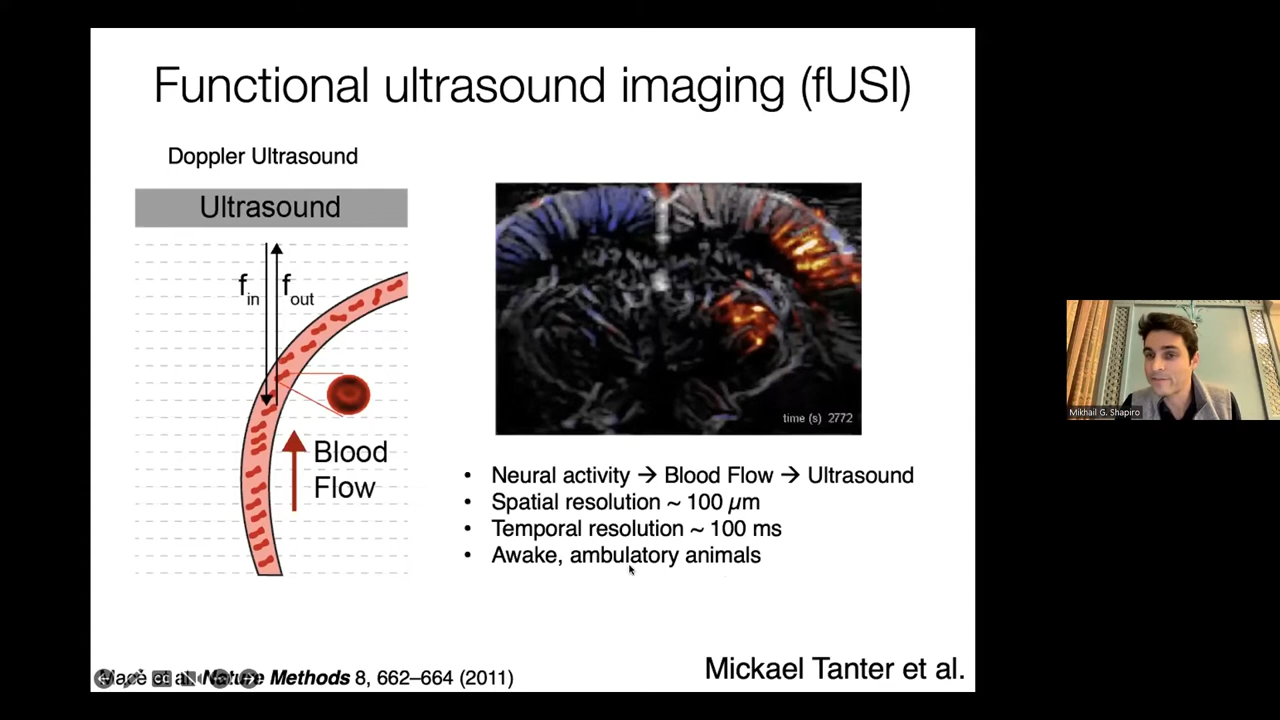 Functional ultrasound imaging (fUSI)
Doppler Ultrasound
Ultrasound
f in
f out
Blood
Flow
time (s) 2772
• Neural activity → Blood Flow → Ultrasound
• Spatial resolution ~ 100 µm
• Temporal resolution ~ 100 ms
• Awake, ambulatory animals
Macé et al. Nature Methods 8, 662–664 (2011)
Mickael Tanter et al.
Mikhail G. Shapiro